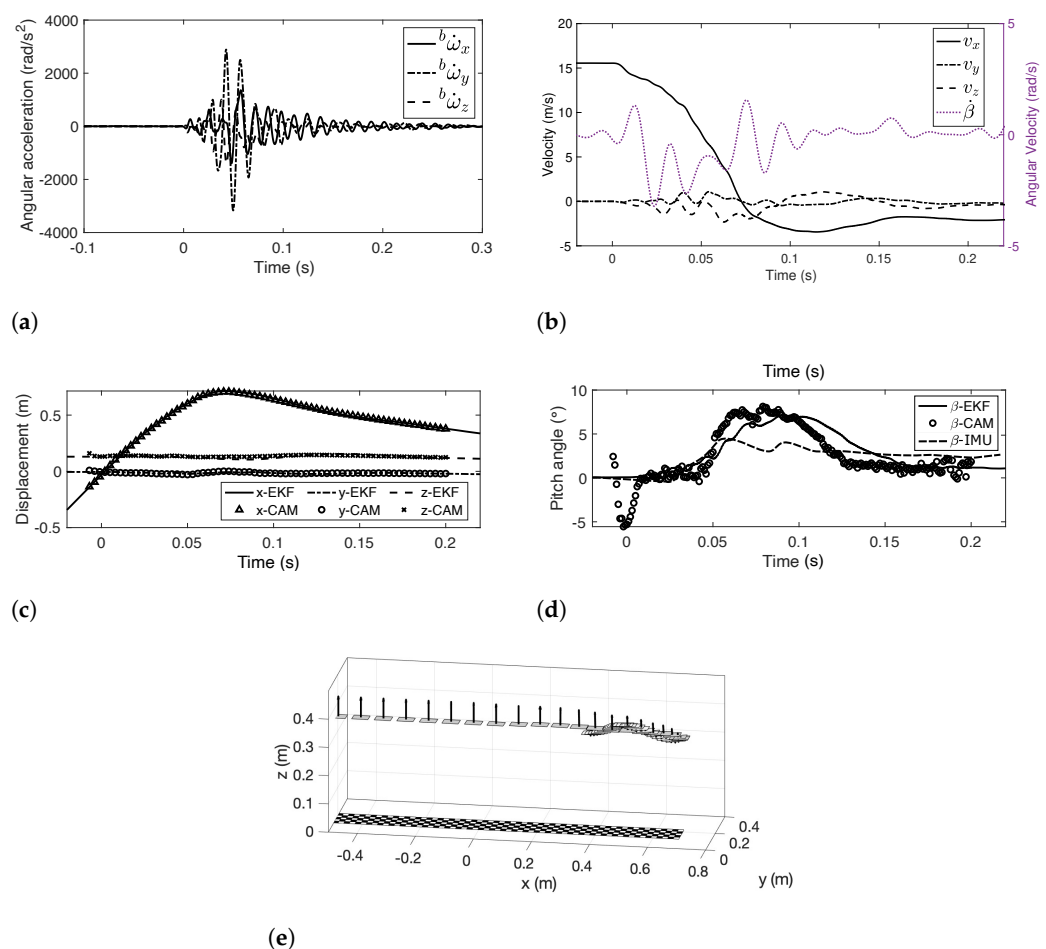 4000
2000
0
-2000
-4000
-0.1
0
0.1
0.2
0.3
Angular acceleration (rad/s²)
Time (s)
ᵇω̇ₓ
ᵇω̇ᵧ
ᵇω̇_z
(a)
20
15
10
5
0
-5
0
0.05
0.1
0.15
0.2
5
0
-5
Velocity (m/s)
Angular Velocity (rad/s)
Time (s)
vₓ
vᵧ
v_z
β̇
(b)
0.5
0
-0.5
0
0.05
0.1
0.15
0.2
Displacement (m)
x-EKF y-EKF z-EKF
x-CAM y-CAM z-CAM
Time (s)
(c)
Time (s)
10
5
0
-5
0
0.05
0.1
0.15
0.2
Pitch angle (°)
β-EKF
β-CAM
β-IMU
Time (s)
(d)
0.4
0.3
0.2
0.1
0
z (m)
-0.4
-0.2
0
0.2
0.4
0.6
0.8
x (m)
0.4
0.2
0
y (m)
(e)